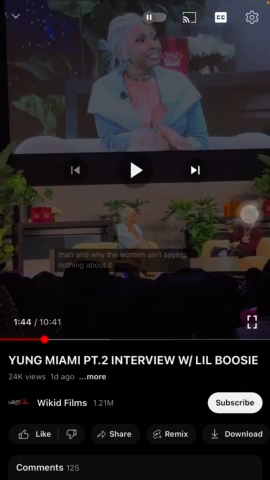 CC
man and why the women ain't saying
nothing about it
1:44 / 10:41
YUNG MIAMI PT.2 INTERVIEW W/ LIL BOOSIE
24K views 1d ago ...more
Wikid Films 1.21M
Subscribe
Like Share Remix Download
Comments 125